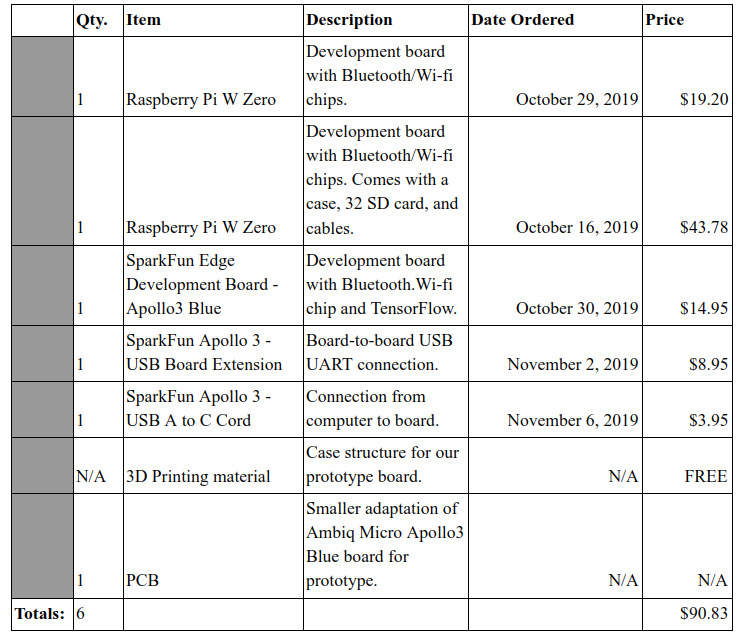 Qty. Item Description Date Ordered Price
Development board
with Bluetooth/Wi-fi
1 Raspberry Pi W Zero chips. October 29, 2019 $19.20
Development board
with Bluetooth/Wi-fi
chips. Comes with a
case, 32 SD card, and
1 Raspberry Pi W Zero cables. October 16, 2019 $43.78
SparkFun Edge Development board
Development Board - with Bluetooth.Wi-fi
1 Apollo3 Blue chip and TensorFlow. October 30, 2019 $14.95
SparkFun Apollo 3 - Board-to-board USB
1 USB Board Extension UART connection. November 2, 2019 $8.95
SparkFun Apollo 3 - Connection from
1 USB A to C Cord computer to board. November 6, 2019 $3.95
Case structure for our
N/A 3D Printing material prototype board. N/A FREE
Smaller adaptation of
Ambiq Micro Apollo3
Blue board for
1 PCB prototype. N/A N/A
Totals: 6 $90.83